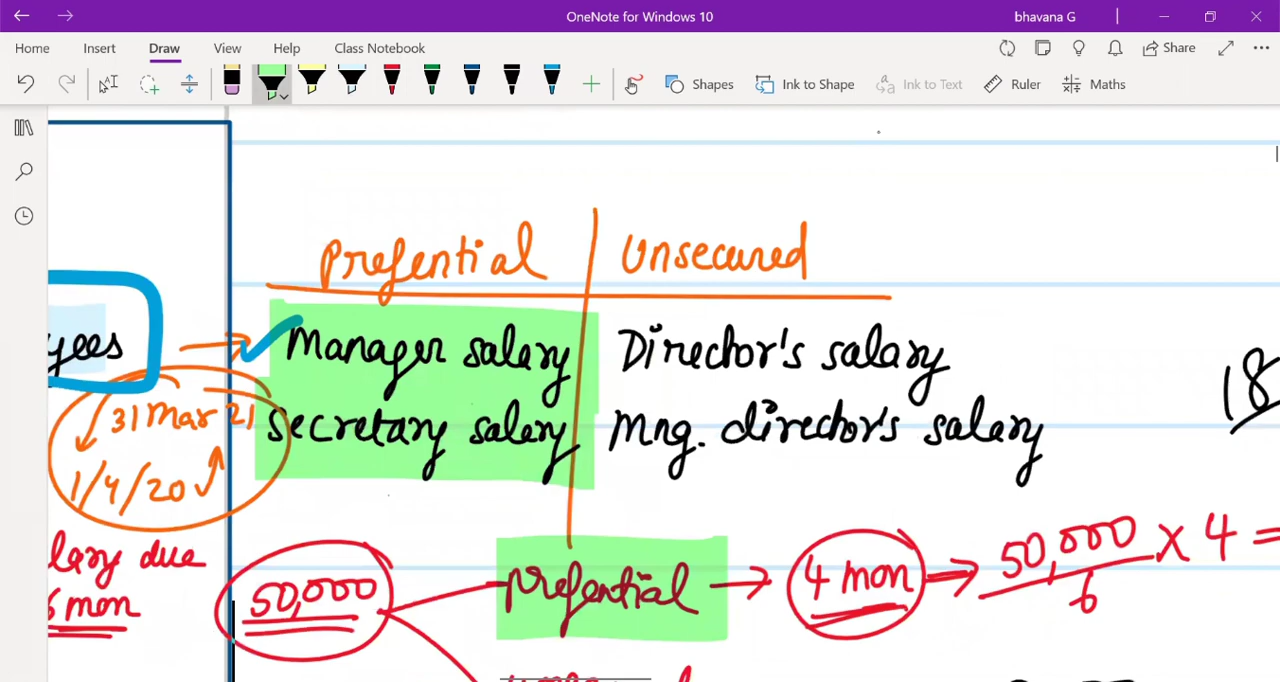 OneNote for Windows 10
bhavana G
Home Insert Draw View Help Class Notebook
Share
Shapes Ink to Shape Ink to Text Ruler Maths
Prefential Unsecured
yees Manager salary Director's salary
31 Mar 21 Secretary salary Mng. director's salary
1/4/20
18
lary due
6 mon
50,000 prefential 4 mon 50,000 × 4 =
6